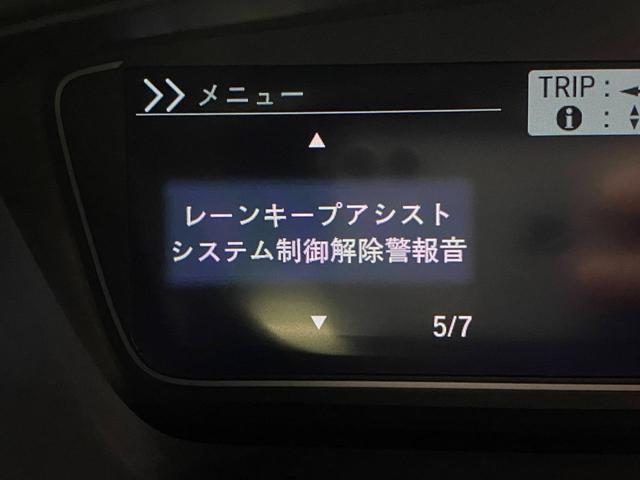 メニュー
TRIP :
i :
レーンキープアシスト
システム制御解除警報音
5/7